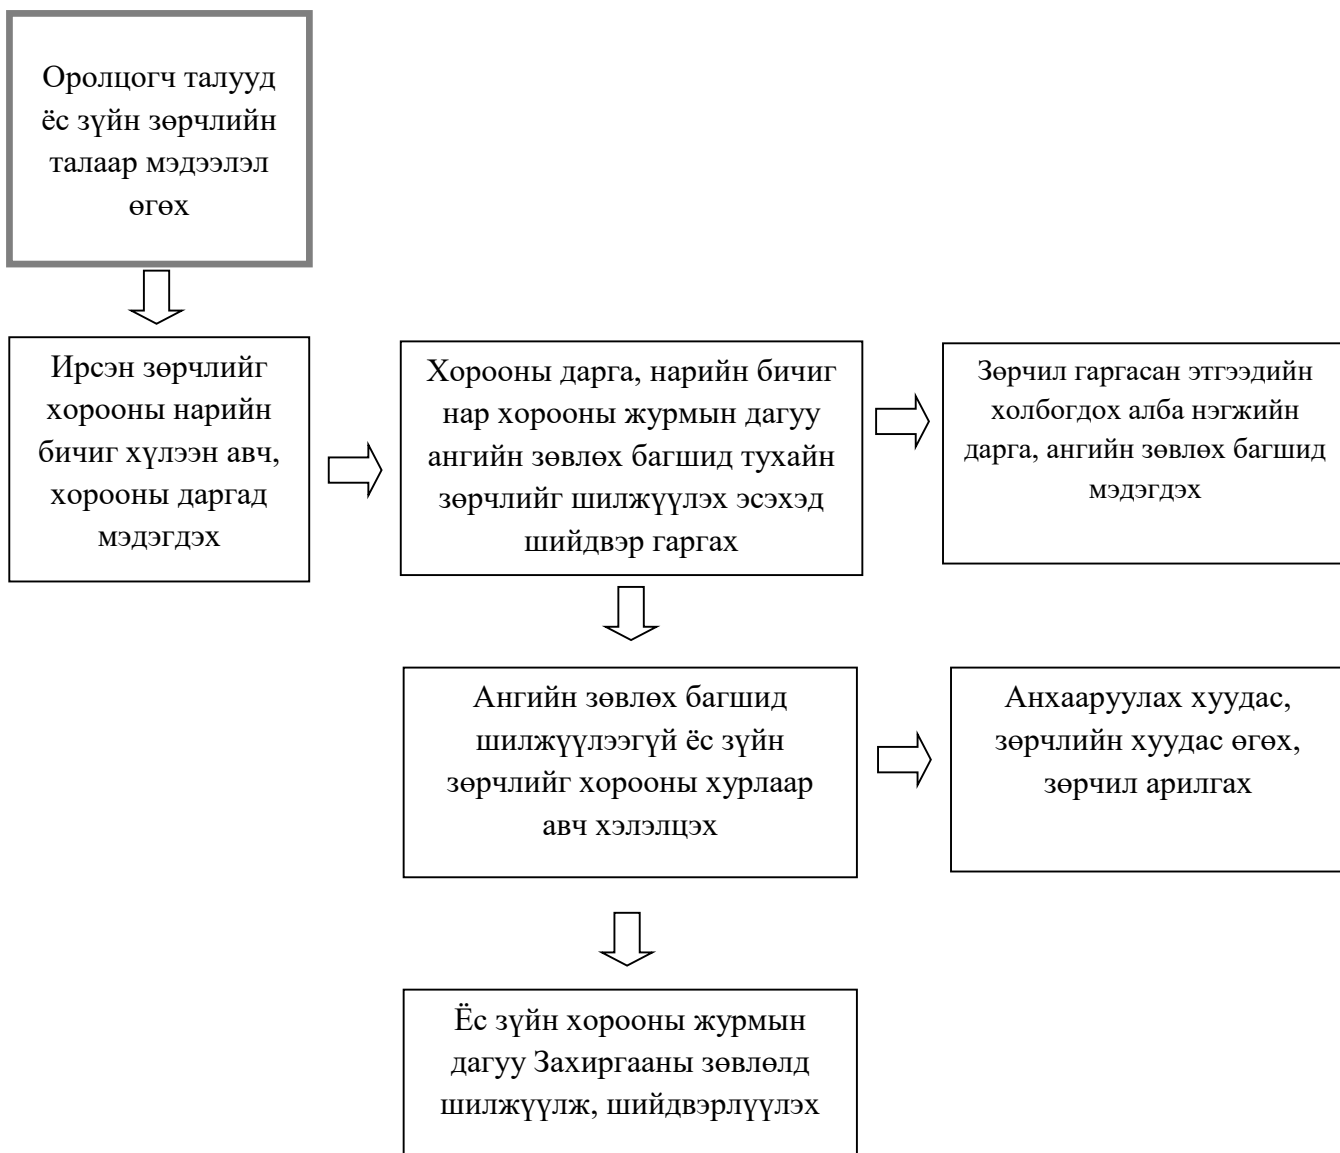 Оролцогч талууд
ёс зүйн зөрчлийн
талаар мэдээлэл
өгөх
Ирсэн зөрчлийг
хорооны нарийн
бичиг хүлээн авч,
хорооны даргад
мэдэгдэх
Хорооны дарга, нарийн бичиг
нар хорооны журмын дагуу
ангийн зөвлөх багшид тухайн
зөрчлийг шилжүүлэх эсэхэд
шийдвэр гаргах
Зөрчил гаргасан этгээдийн
холбогдох алба нэгжийн
дарга, ангийн зөвлөх багшид
мэдэгдэх
Ангийн зөвлөх багшид
шилжүүлээгүй ёс зүйн
зөрчлийг хорооны хурлаар
авч хэлэлцэх
Анхааруулах хуудас,
зөрчлийн хуудас өгөх,
зөрчил арилгах
Ёс зүйн хорооны журмын
дагуу Захиргааны зөвлөлд
шилжүүлж, шийдвэрлүүлэх